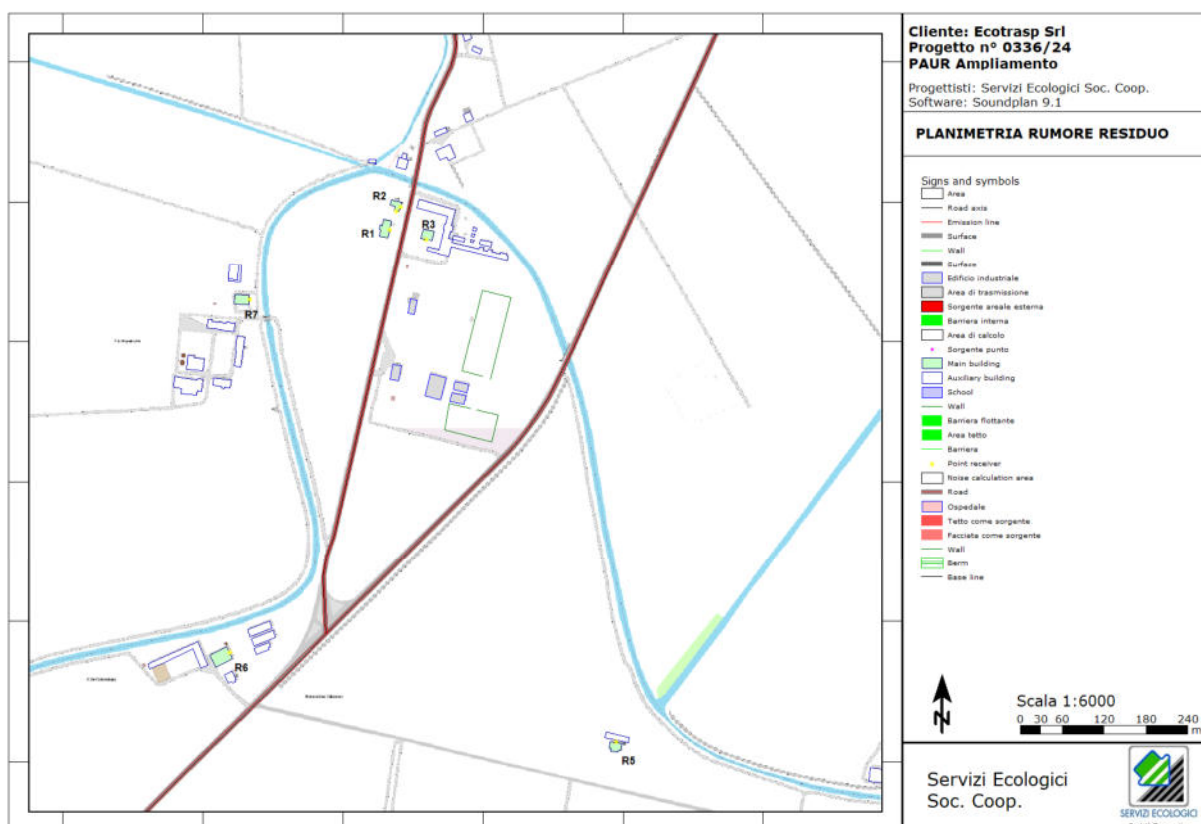 Cliente: Ecotrasp Srl
Progetto n° 0336/24
PAUR Ampliamento
Progettisti: Servizi Ecologici Soc. Coop.
Software: Soundplan 9.1
PLANIMETRIA RUMORE RESIDUO
Signs and symbols
Area
Road axis
Emission line
Surface
Wall
Surface
Edificio industriale
Area di trasmissione
Sorgente areale esterna
Barriera interna
Area di calcolo
Sorgente punto
Main building
Auxiliary building
School
Wall
Barriera flottante
Area tetto
Barriera
Point receiver
Noise calculation area
Road
Ospedale
Tetto come sorgente
Facciata come sorgente
Wall
Berm
Base line
R2
R1
R3
R7
R6
R5
N
Scala 1:6000
0 30 60 120 180 240
m
Servizi Ecologici
Soc. Coop.
SERVIZI ECOLOGICI